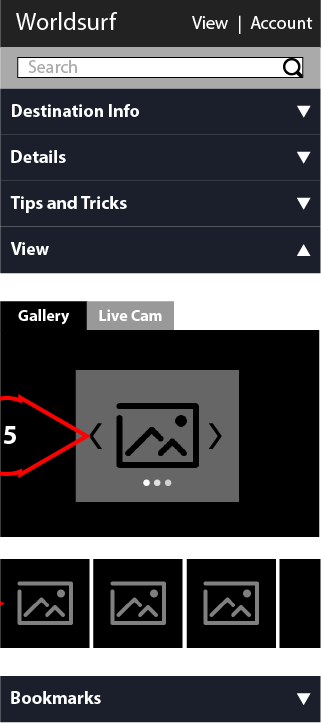 Worldsurf
View | Account
Search
Destination Info
Details
Tips and Tricks
View
Gallery
Live Cam
5
Bookmarks